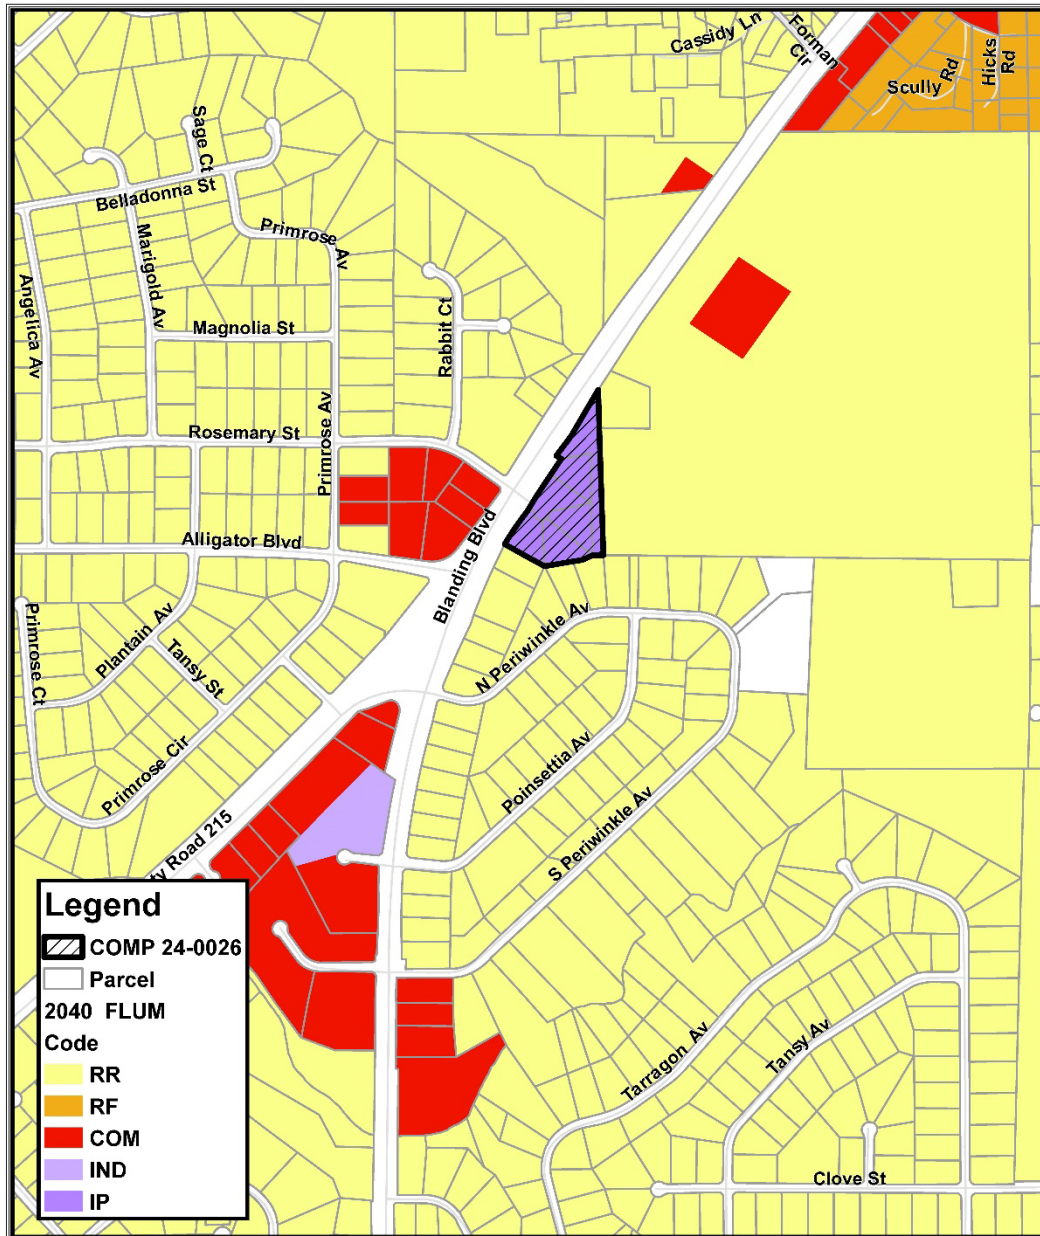 Cassidy Ln
Forman
Cir
Scully Rd
Hicks
Rd
Sage Ct
Belladonna St
Primrose Av
Marigold Av
Angelica Av
Magnolia St
Rabbit Ct
Rosemary St
Primrose Av
Alligator Blvd
Blanding Blvd
Primrose Ct
Plantain Av
Tansy St
N Periwinkle Av
Primrose Cir
Poinsettia Av
S Periwinkle Av
ty Road 215
Legend
COMP 24-0026
Parcel
2040 FLUM
Code
RR
RF
COM
IND
IP
Tarragon Av
Tansy Av
Clove St